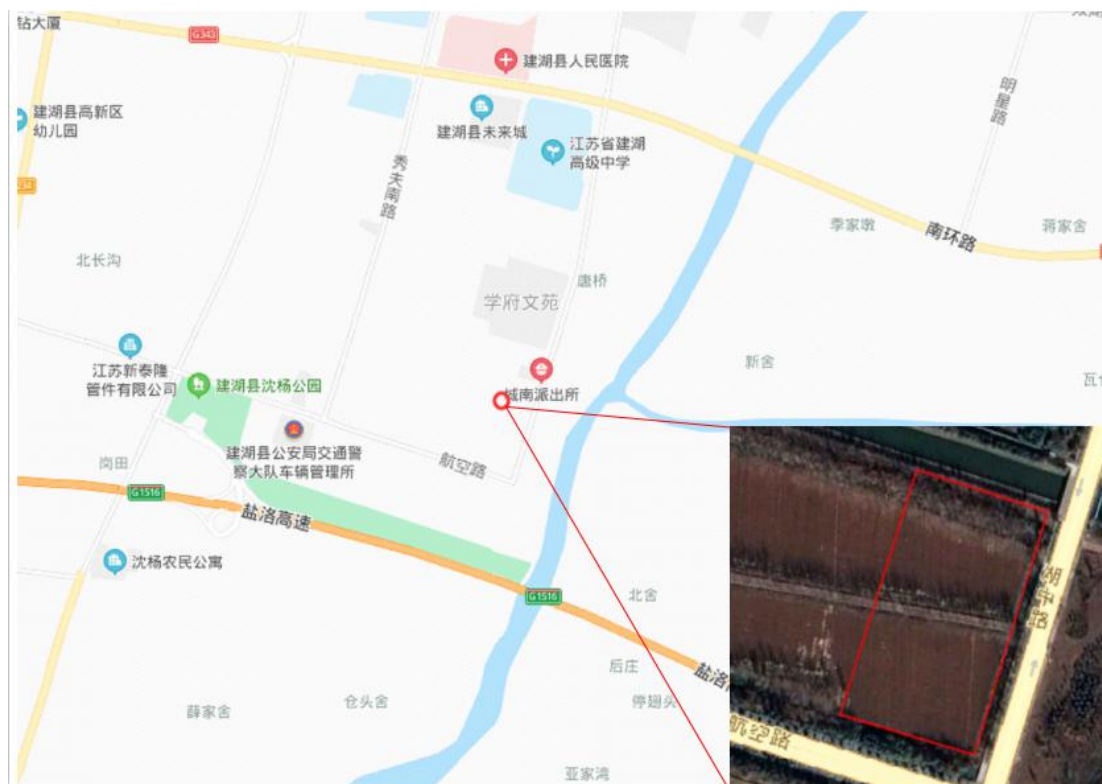 钻大厦
G343
建湖县人民医院
建湖县高新区
幼儿园
建湖县未来城
江苏省建湖
高级中学
明星路
秀夫南路
季家墩
南环路
蒋家舍
北长沟
唐桥
学府文苑
新舍
江苏新泰隆
管件有限公司
建湖县沈杨公园
城南派出所
建湖县公安局交通警
察大队车辆管理所
航空路
岗田
G1516
盐洛高速
沈杨农民公寓
G1516
北舍
后庄
停翅头
盐洛
薛家舍
仓头舍
亚家湾
湖中路
航空路